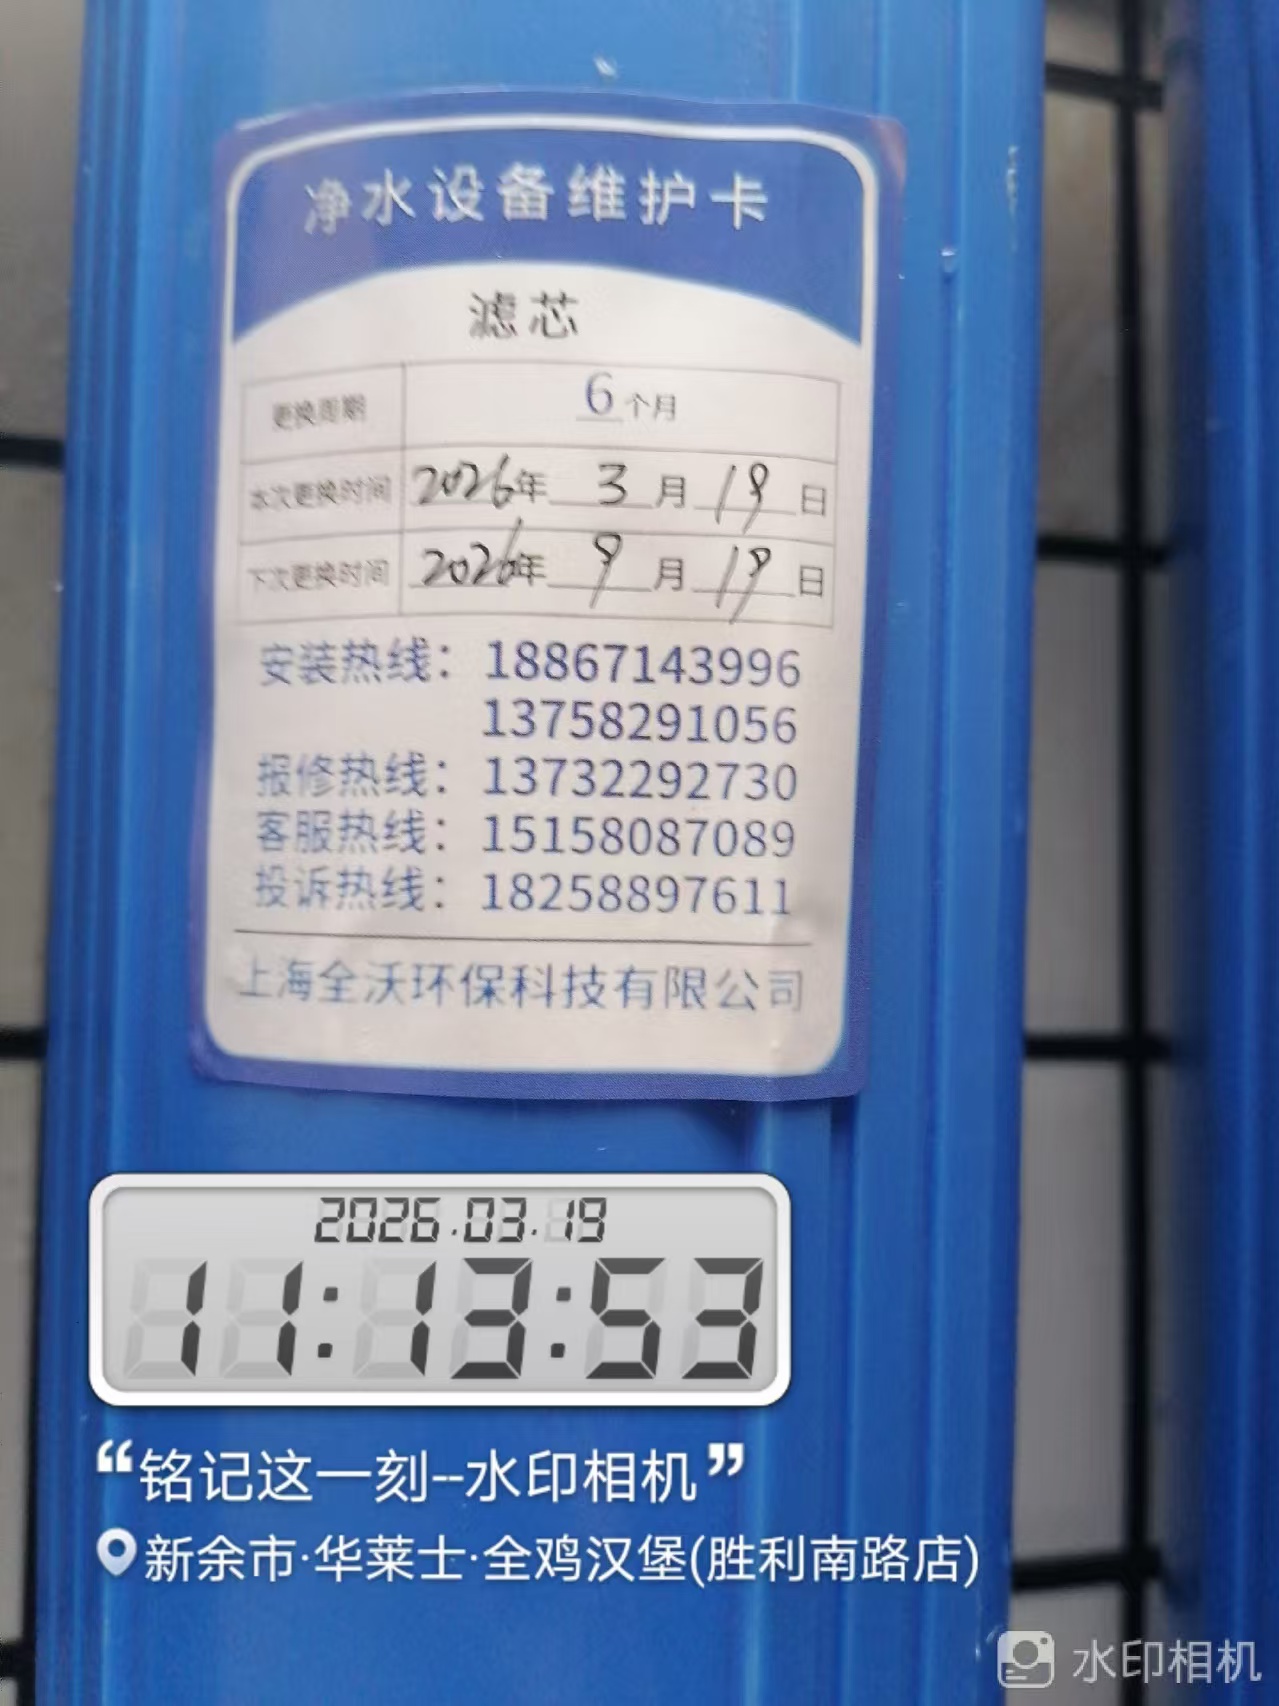 净水设备维护卡
滤芯
更换周期 6个月
本次更换时间 2026年 3 月 19 日
下次更换时间 2026年 9 月 19 日
安装热线：18867143996
13758291056
报修热线：13732292730
客服热线：15158087089
投诉热线：18258897611
上海全沃环保科技有限公司
2026.03.19
11:13:53
“铭记这一刻--水印相机”
新余市·华莱士·全鸡汉堡(胜利南路店)
水印相机